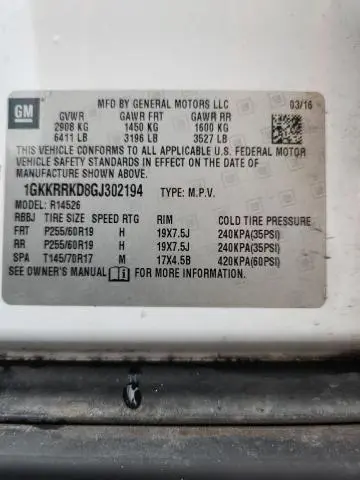 GM
MFD BY GENERAL MOTORS LLC 03/16
GVWR GAWR FRT GAWR RR
2908 KG 1450 KG 1600 KG
6411 LB 3196 LB 3527 LB
THIS VEHICLE CONFORMS TO ALL APPLICABLE U.S. FEDERAL MOTOR
VEHICLE SAFETY, BUMPER, AND THEFT PREVENTION
STANDARDS IN EFFECT ON THE DATE OF
MANUFACTURE SHOWN ABOVE.
1GKKRRKD8GJ302194 TYPE: M.P.V.
MODEL: R14526
RBBJ TIRE SIZE SPEED RTG RIM COLD TIRE PRESSURE
FRT P255/60R19 H 19X7.5J 240KPA(35PSI)
RR P255/60R19 H 19X7.5J 240KPA(35PSI)
SPA T145/70R17 M 17X4.5B 420KPA(60PSI)
SEE OWNER'S MANUAL FOR MORE INFORMATION